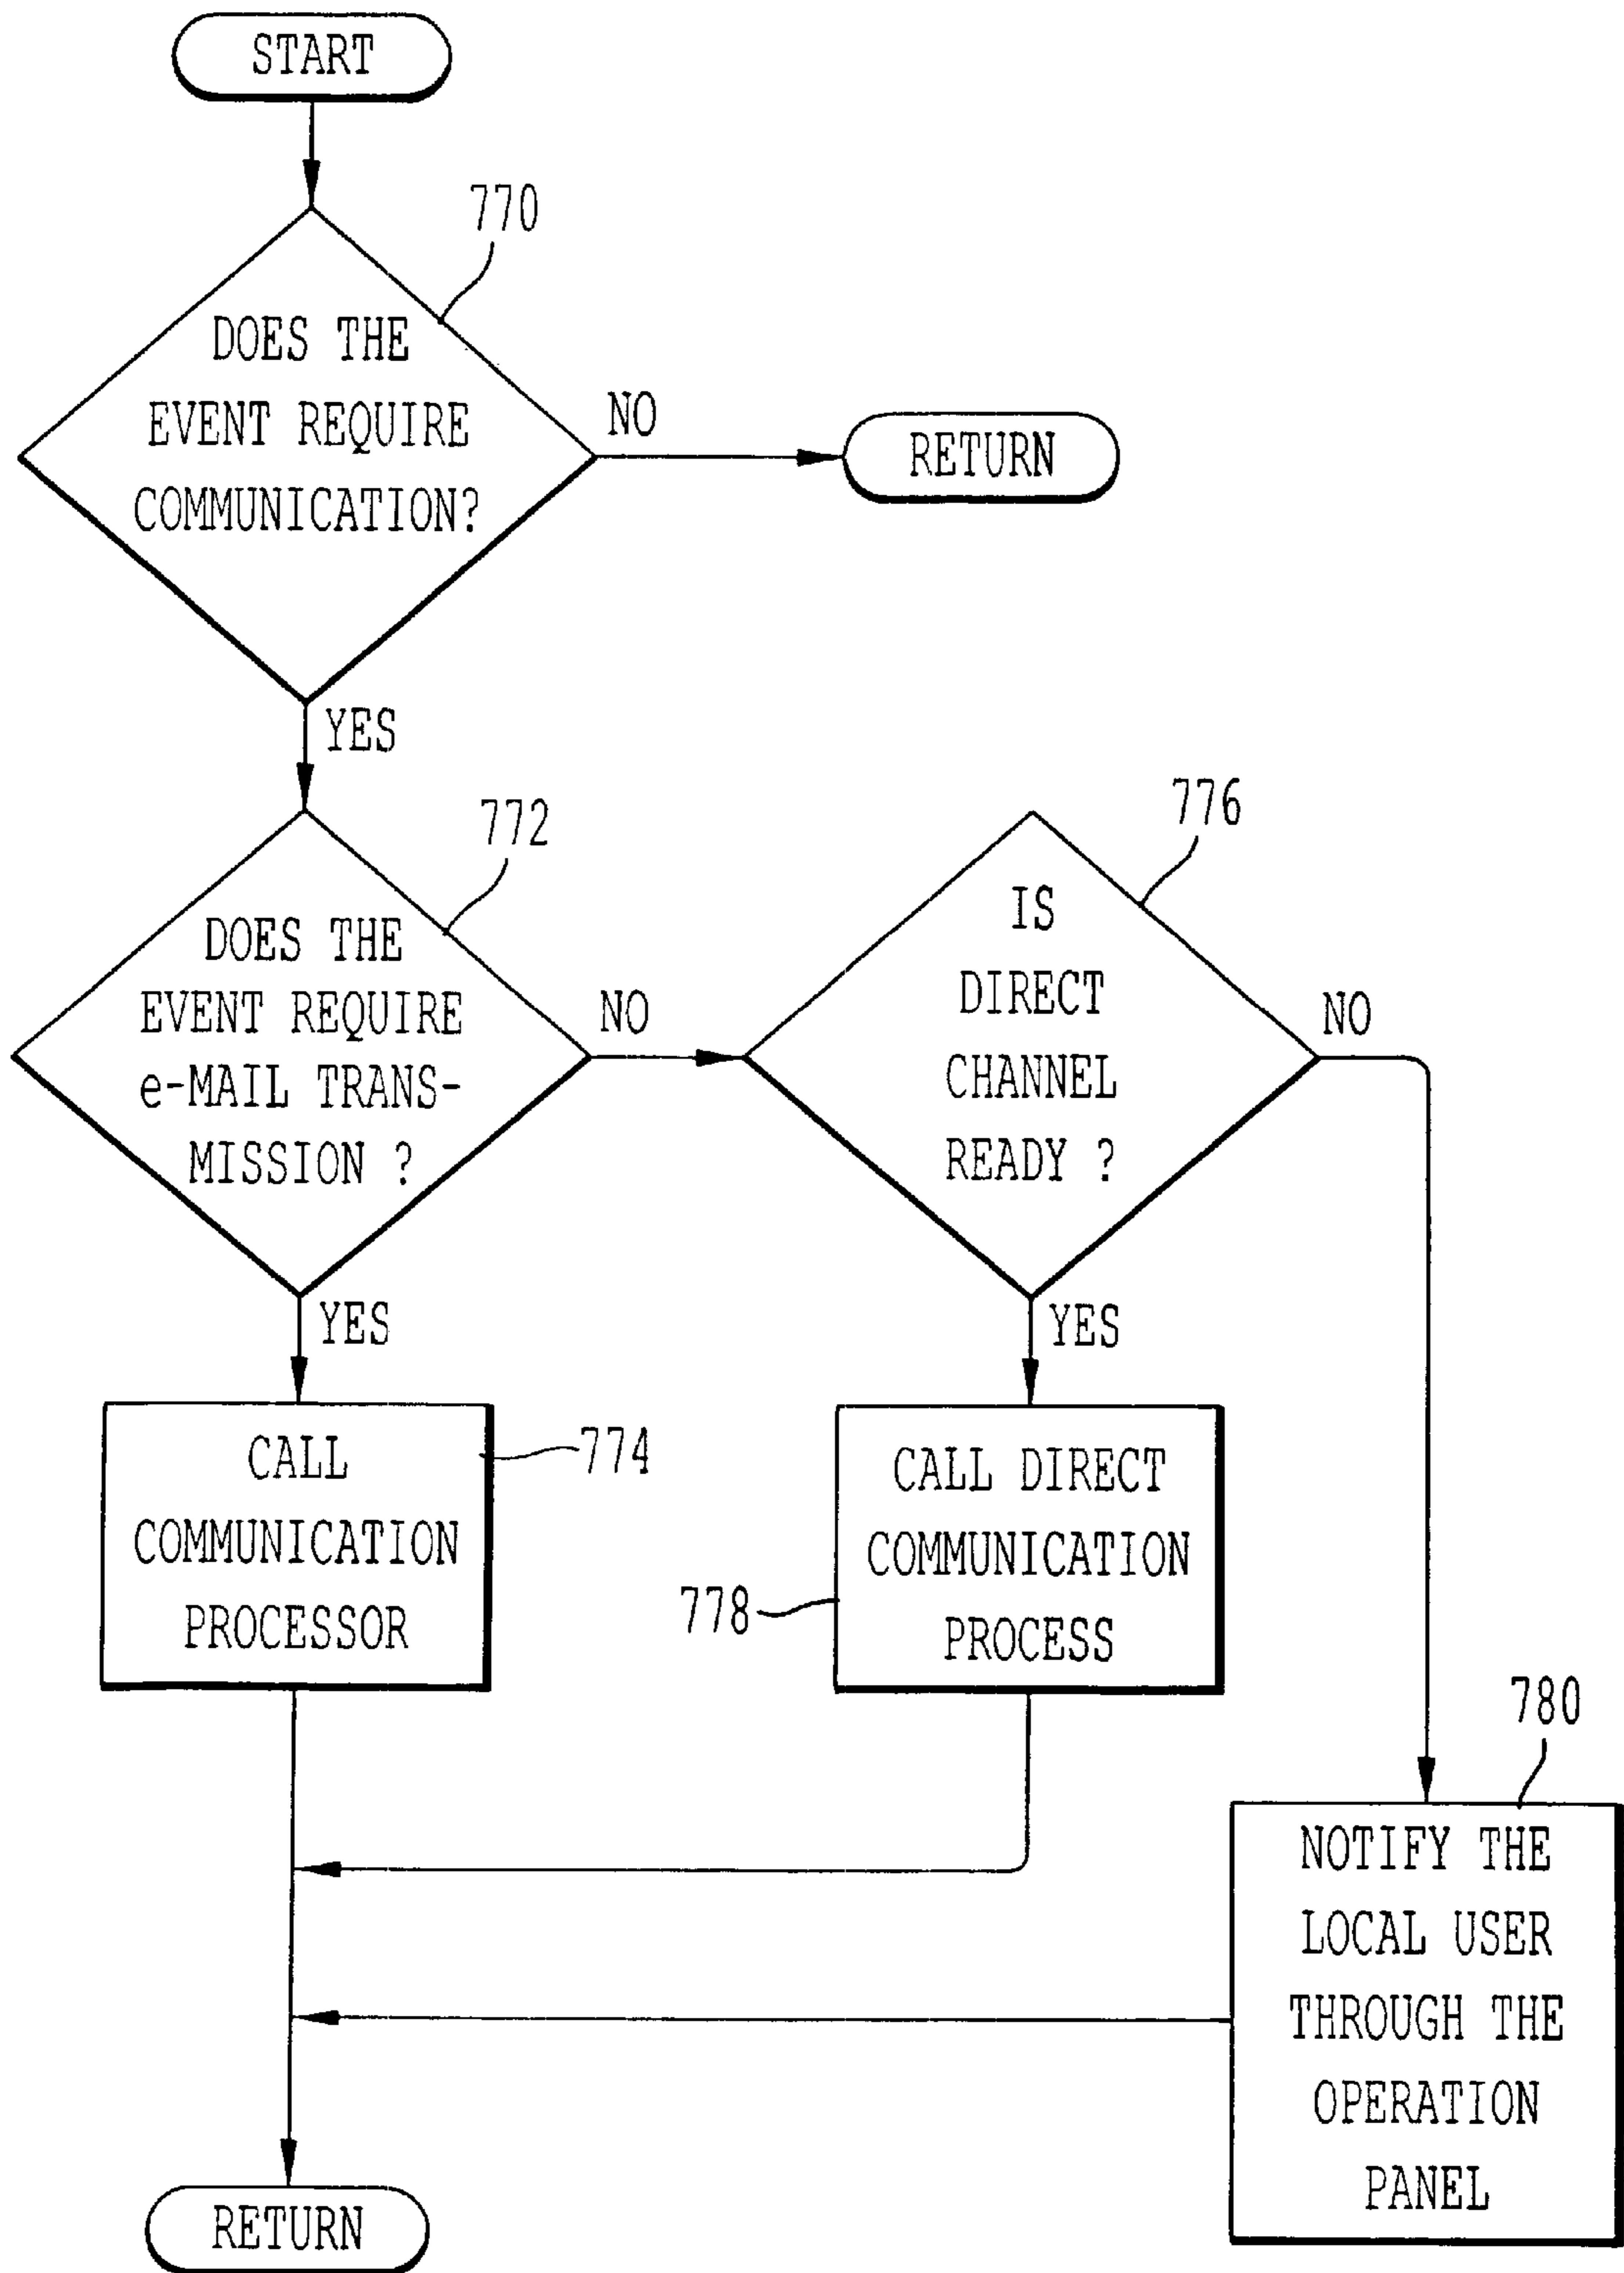 START
770
DOES THE
EVENT REQUIRE
COMMUNICATION?
NO
RETURN
YES
772
DOES THE
EVENT REQUIRE
e-MAIL TRANS-
MISSION ?
NO
776
IS
DIRECT
CHANNEL
READY ?
NO
YES
CALL
COMMUNICATION
PROCESSOR
774
YES
CALL DIRECT
COMMUNICATION
PROCESS
778
780
NOTIFY THE
LOCAL USER
THROUGH THE
OPERATION
PANEL
RETURN